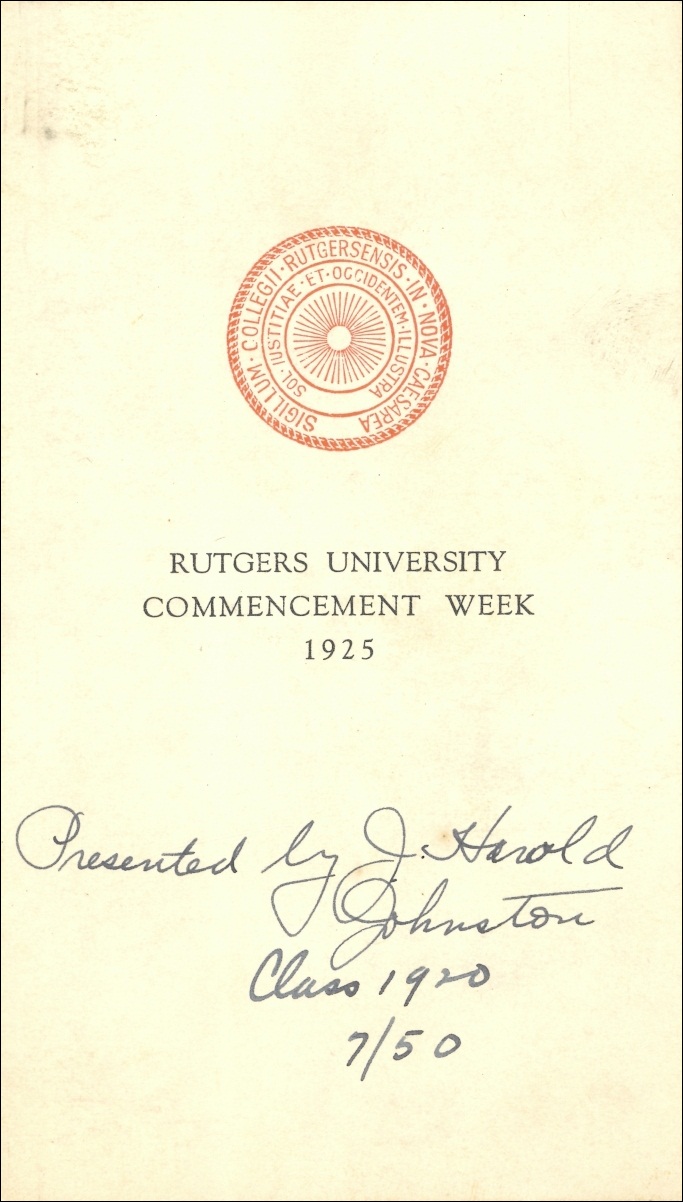 SIGILLUM · COLLEGII · RUTGERSENSIS · IN · NOVA · CAESAREA
SOL · IUSTITIAE · ET · OCCIDENTEM · ILLUSTRA
RUTGERS UNIVERSITY
COMMENCEMENT WEEK
1925
Presented by J. Harold
Johnston
Class 1920
7/50